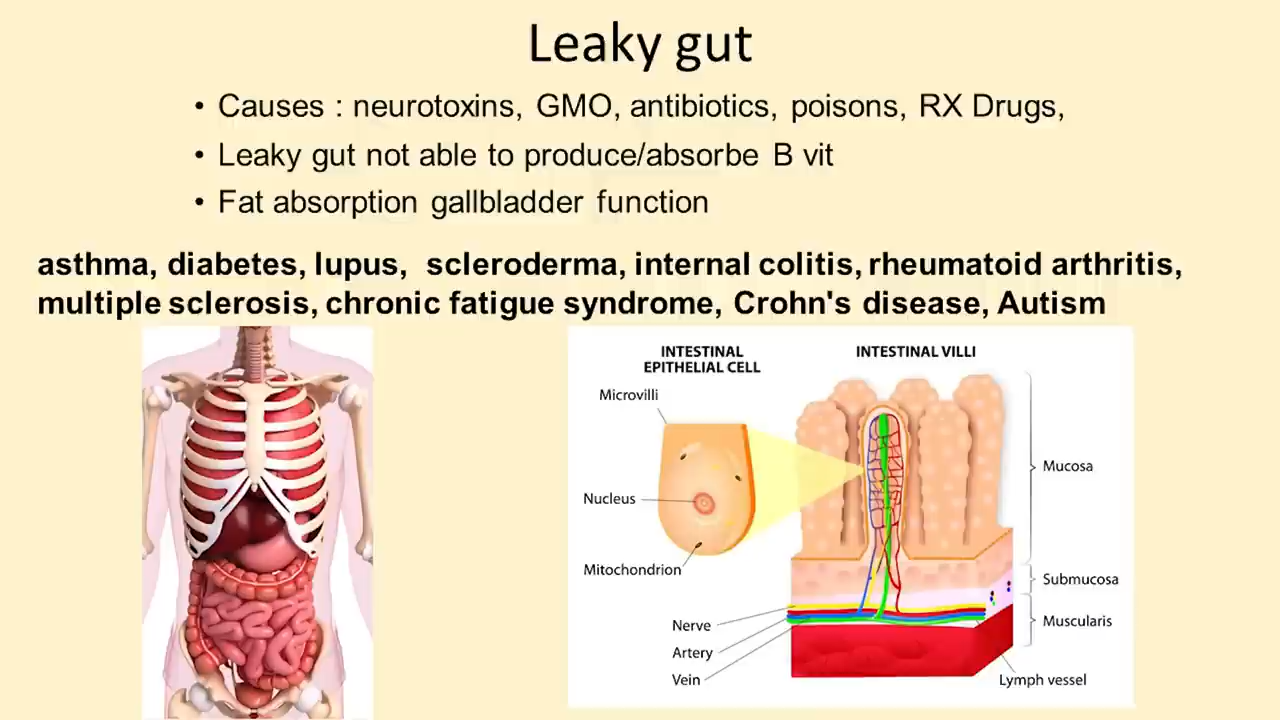 Leaky gut
• Causes : neurotoxins, GMO, antibiotics, poisons, RX Drugs,
• Leaky gut not able to produce/absorbe B vit
• Fat absorption gallbladder function
asthma, diabetes, lupus, scleroderma, internal colitis, rheumatoid arthritis,
multiple sclerosis, chronic fatigue syndrome, Crohn's disease, Autism
INTESTINAL
EPITHELIAL CELL
Microvilli
Nucleus
Mitochondrion
INTESTINAL VILLI
Mucosa
Submucosa
Muscularis
Nerve
Artery
Vein
Lymph vessel